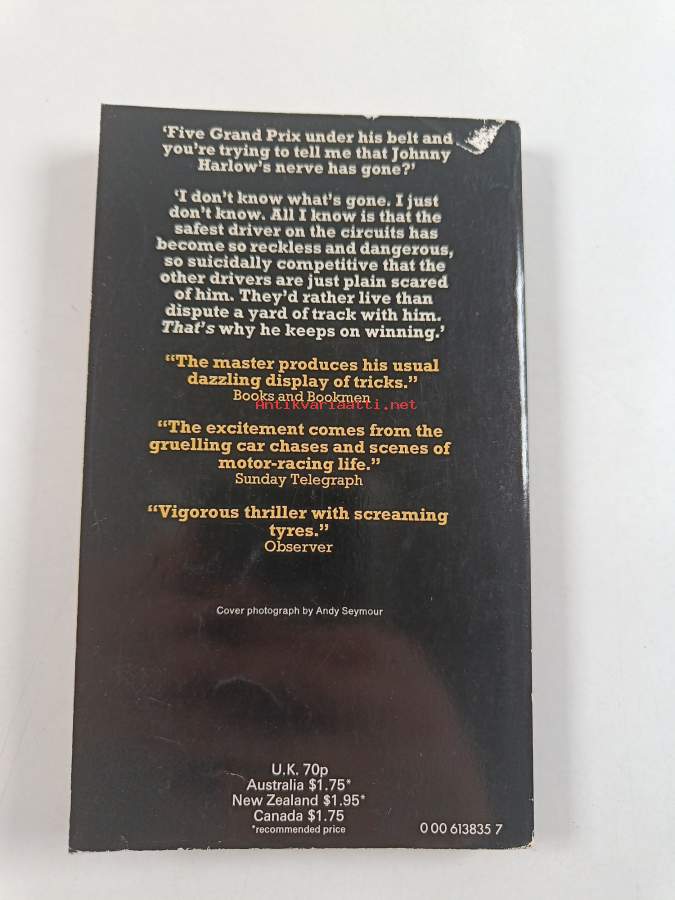 'Five Grand Prix under his belt and
you're trying to tell me that Johnny
Harlow's nerve has gone?'
'I don't know what's gone. I just
don't know. All I know is that the
safest driver on the circuits has
become so reckless and dangerous,
so suicidally competitive that the
other drivers are just plain scared
of him. They'd rather live than
dispute a yard of track with him.
That's why he keeps on winning.'
"The master produces his usual
dazzling display of tricks."
Books and Bookmen
Antikvariaatti.net
"The excitement comes from the
gruelling car chases and scenes of
motor-racing life."
Sunday Telegraph
"Vigorous thriller with screaming
tyres."
Observer
Cover photograph by Andy Seymour
U.K. 70p
Australia $1.75*
New Zealand $1.95*
Canada $1.75
*recommended price
0 00 613835 7